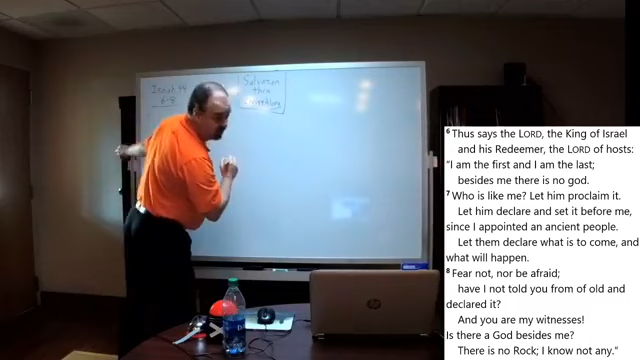 Isaiah 44
6-8
Salvation
thru
⁶ Thus says the LORD, the King of Israel
and his Redeemer, the LORD of hosts:
“I am the first and I am the last;
besides me there is no god.
⁷ Who is like me? Let him proclaim it.
Let him declare and set it before me,
since I appointed an ancient people.
Let them declare what is to come, and
what will happen.
⁸ Fear not, nor be afraid;
have I not told you from of old and
declared it?
And you are my witnesses!
Is there a God besides me?
There is no Rock; I know not any.”
hp